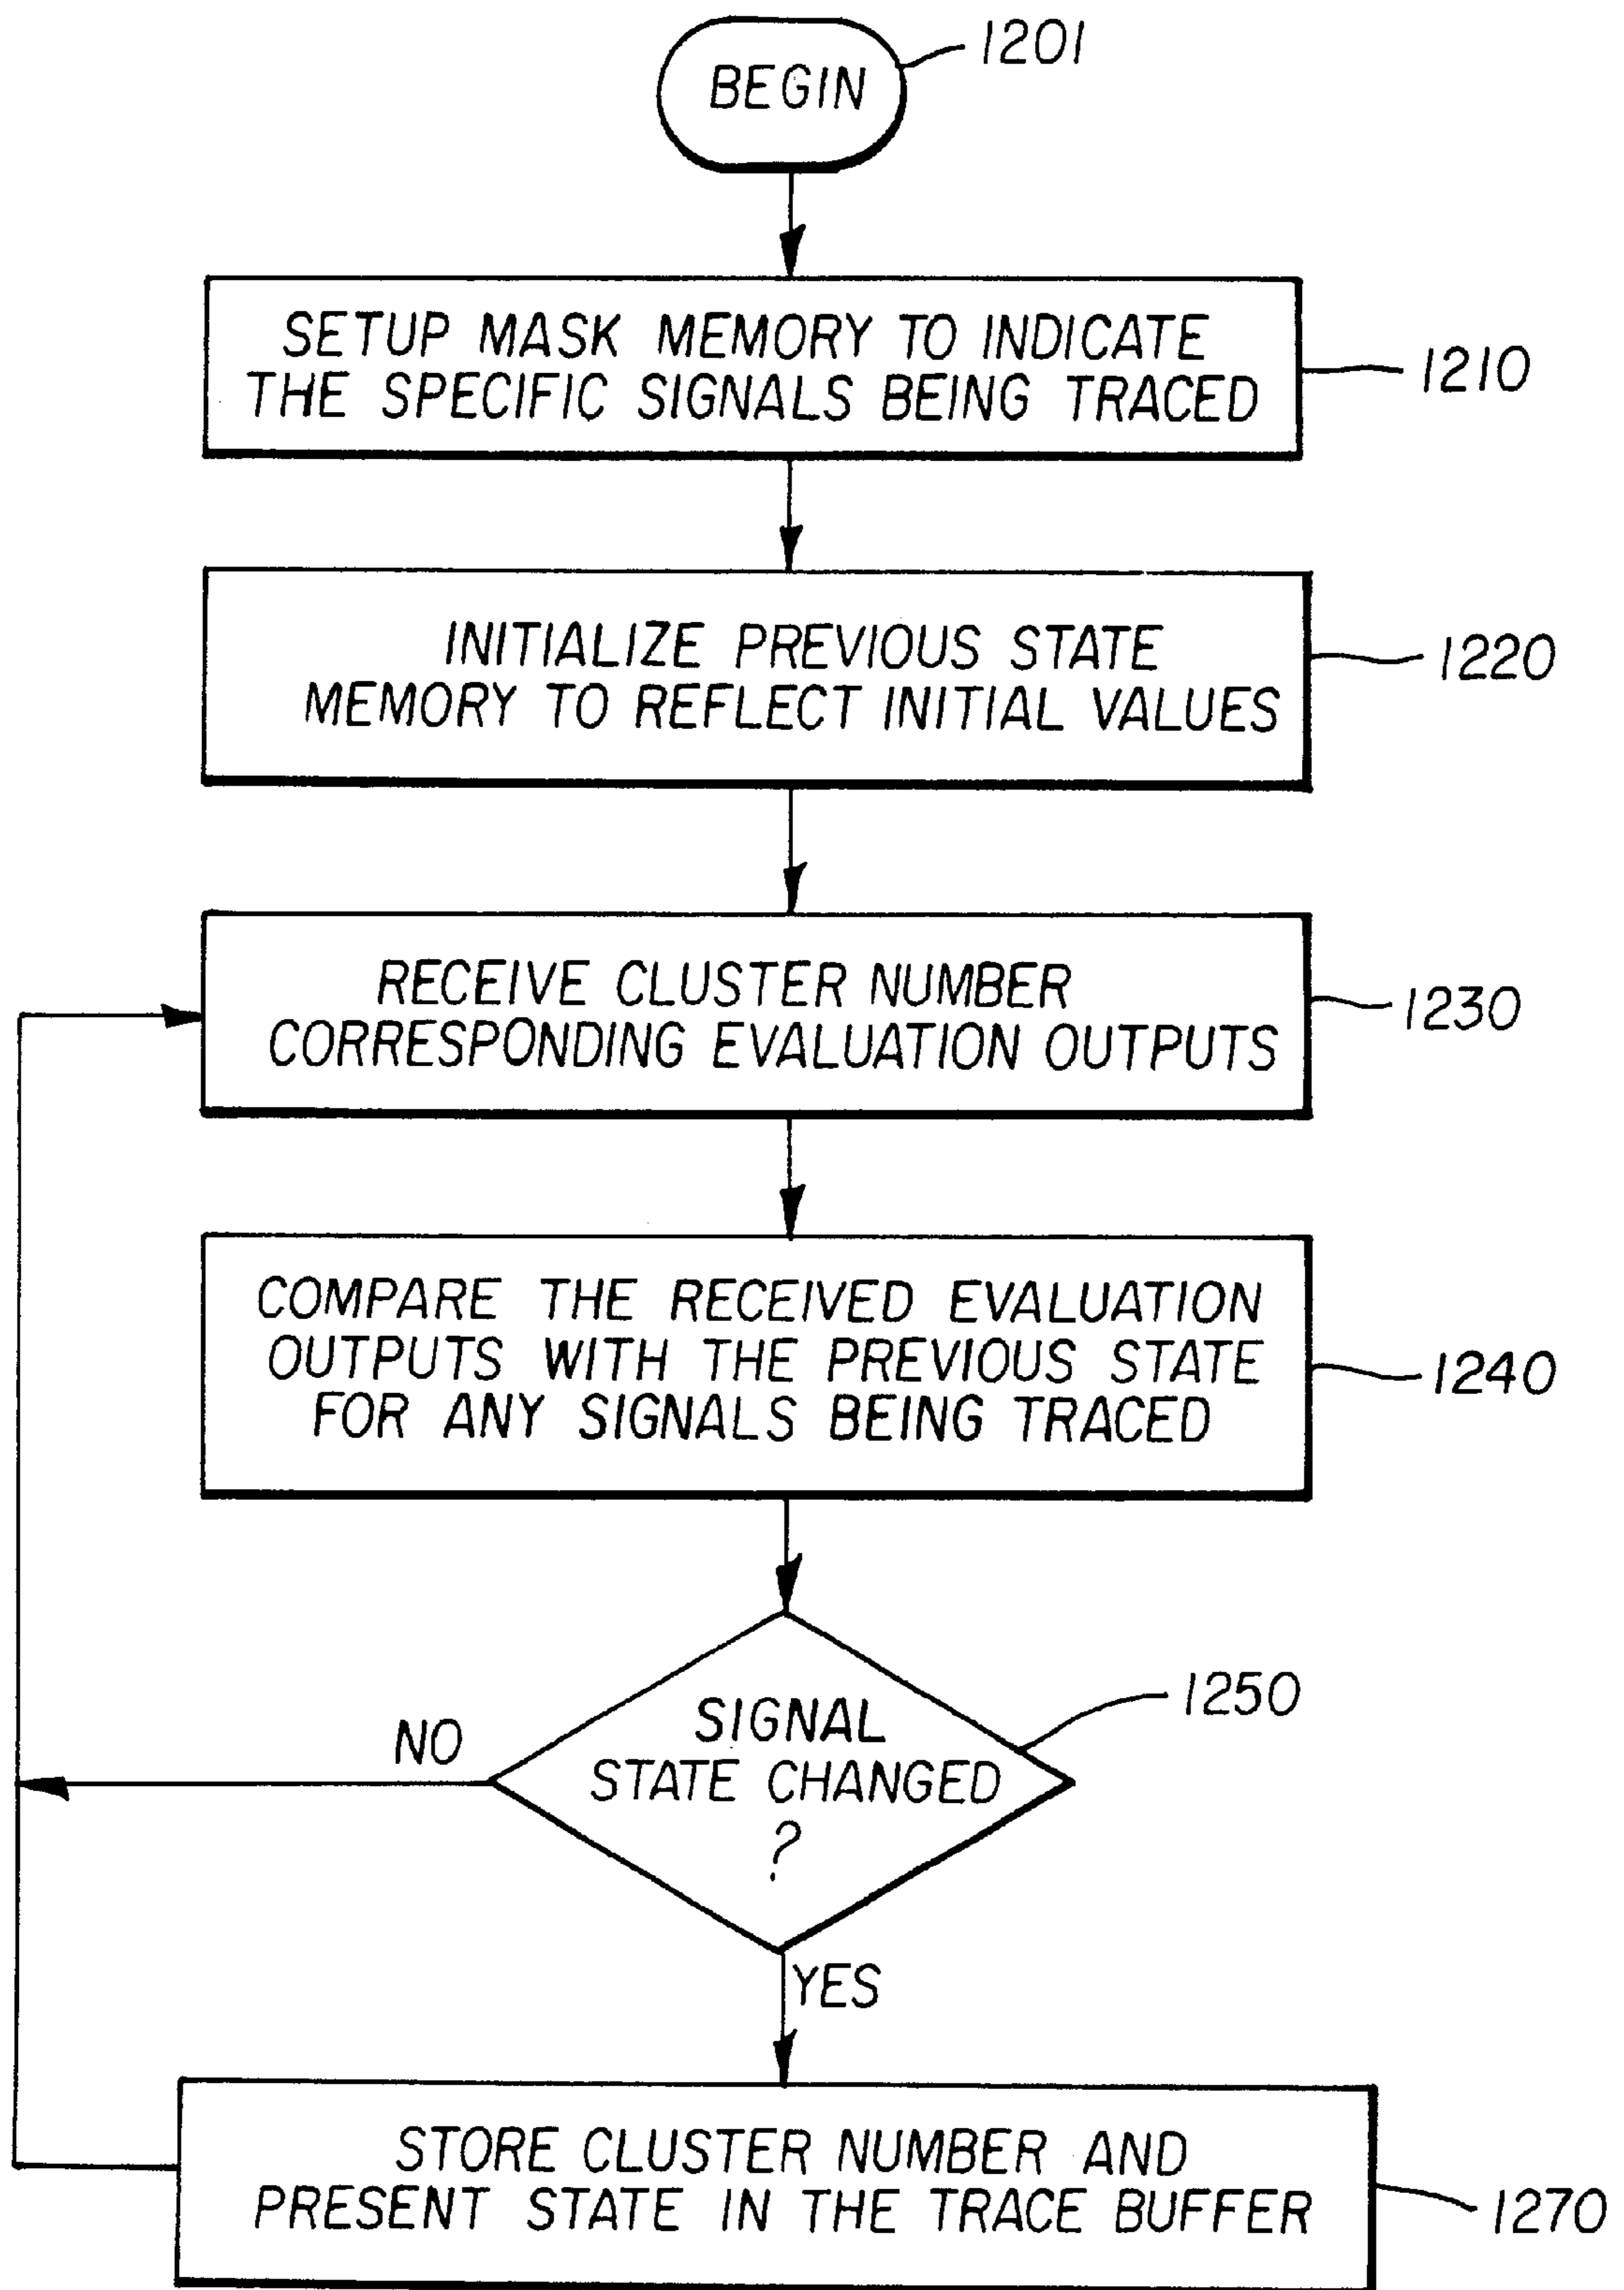 BEGIN
1201
SETUP MASK MEMORY TO INDICATE
THE SPECIFIC SIGNALS BEING TRACED
1210
INITIALIZE PREVIOUS STATE
MEMORY TO REFLECT INITIAL VALUES
1220
RECEIVE CLUSTER NUMBER
CORRESPONDING EVALUATION OUTPUTS
1230
COMPARE THE RECEIVED EVALUATION
OUTPUTS WITH THE PREVIOUS STATE
FOR ANY SIGNALS BEING TRACED
1240
SIGNAL
STATE CHANGED
?
1250
NO
YES
STORE CLUSTER NUMBER AND
PRESENT STATE IN THE TRACE BUFFER
1270